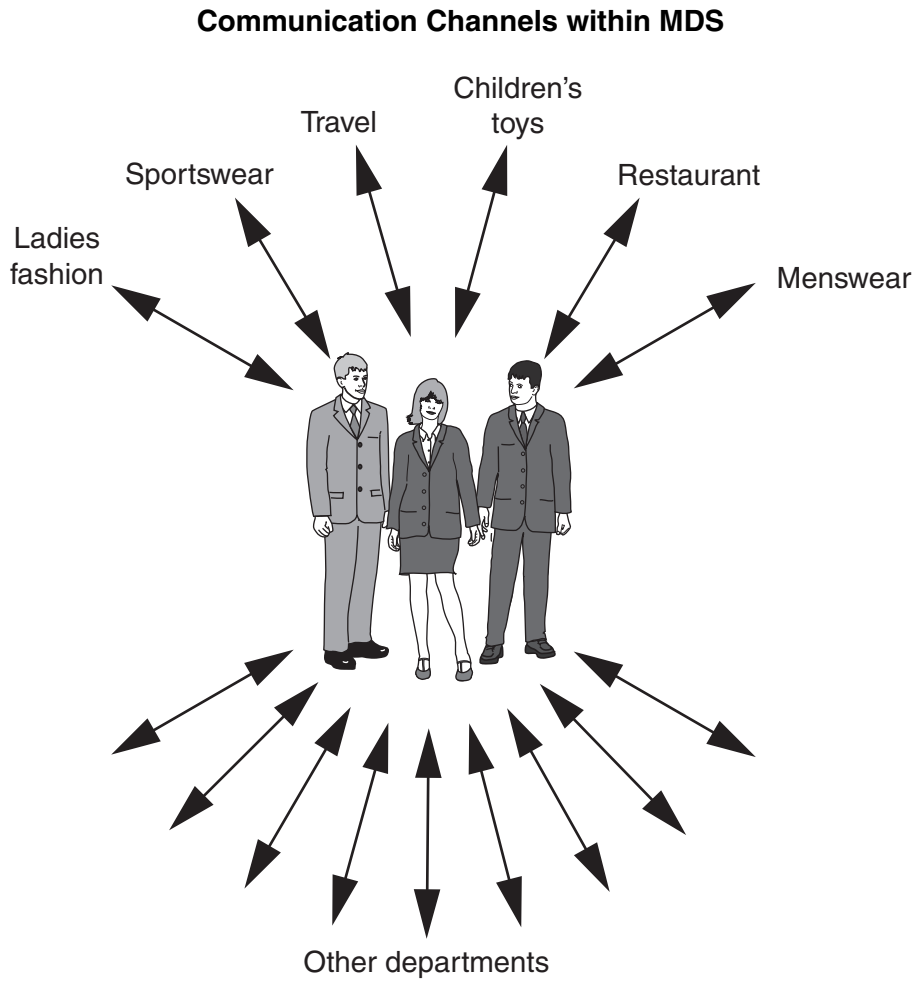 Communication Channels within MDS
Children’s
toys
Travel
Sportswear
Restaurant
Ladies
fashion
Menswear
Other departments